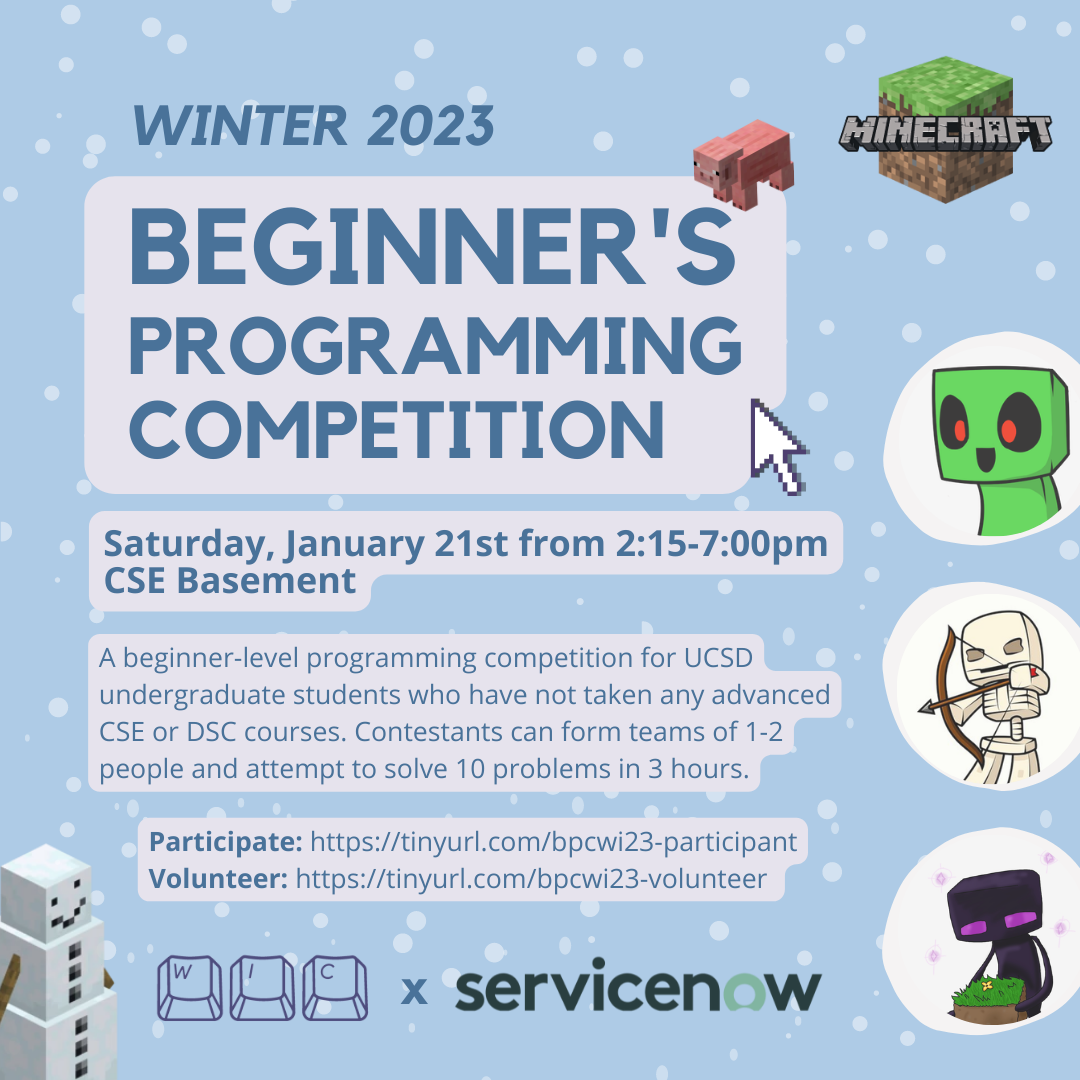 WINTER 2023
MINECRAFT
BEGINNER'S
PROGRAMMING
COMPETITION
Saturday, January 21st from 2:15-7:00pm
CSE Basement
A beginner-level programming competition for UCSD
undergraduate students who have not taken any advanced
CSE or DSC courses. Contestants can form teams of 1-2
people and attempt to solve 10 problems in 3 hours.
Participate: https://tinyurl.com/bpcwi23-participant
Volunteer: https://tinyurl.com/bpcwi23-volunteer
W I C x servicenow